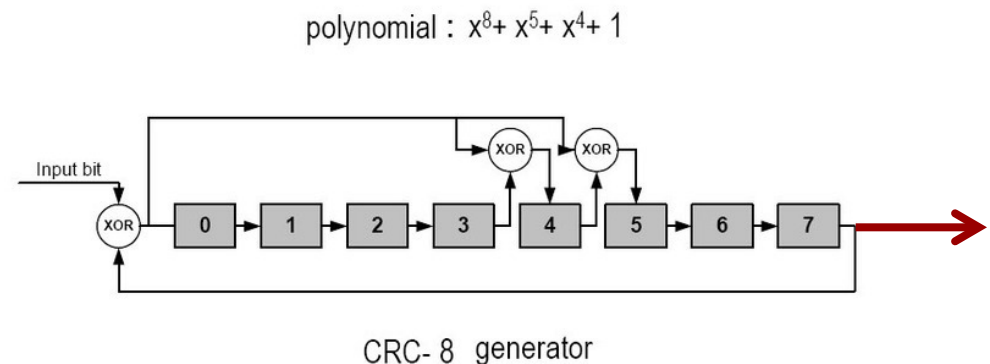 polynomial : x⁸+ x⁵+ x⁴+ 1
XOR XOR
Input bit
XOR 0 1 2 3 4 5 6 7
CRC- 8 generator